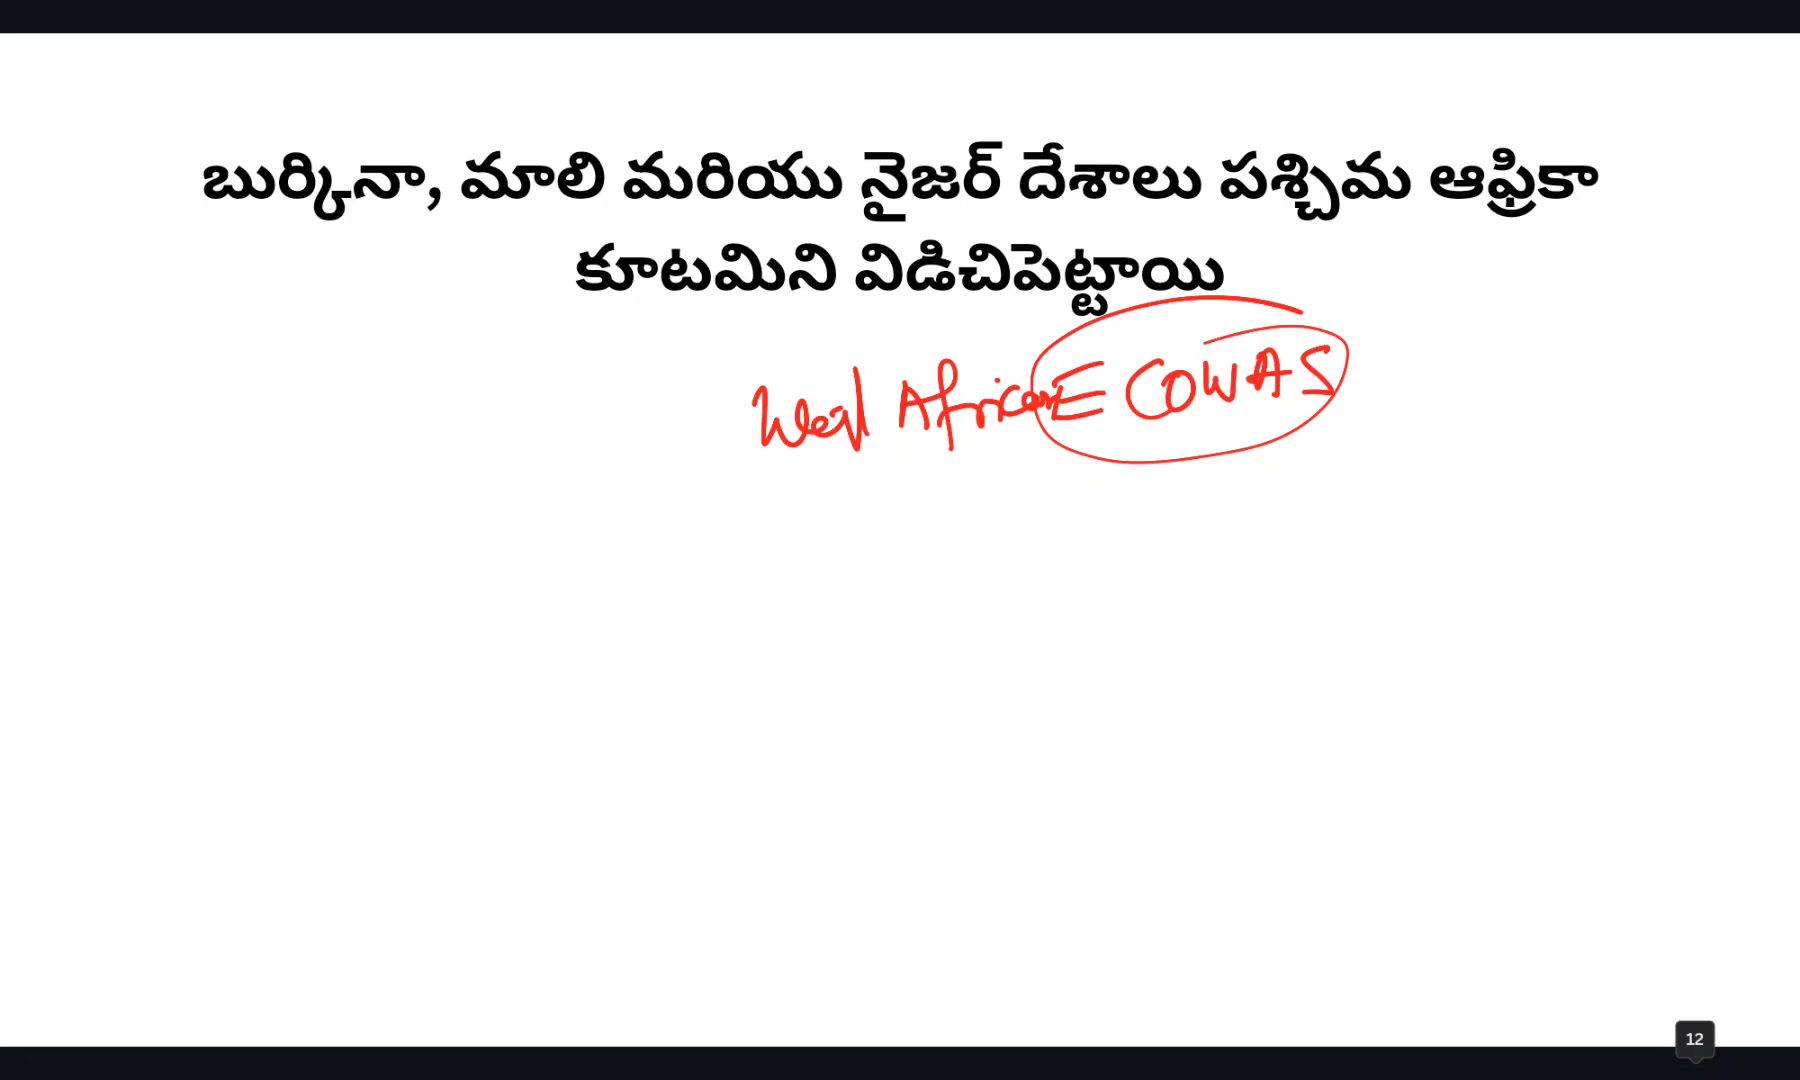 బుర్కినా, మాలి మరియు నైజర్ దేశాలు పశ్చిమ ఆఫ్రికా
కూటమిని విడిచిపెట్టాయి
West African ECOWAS
12